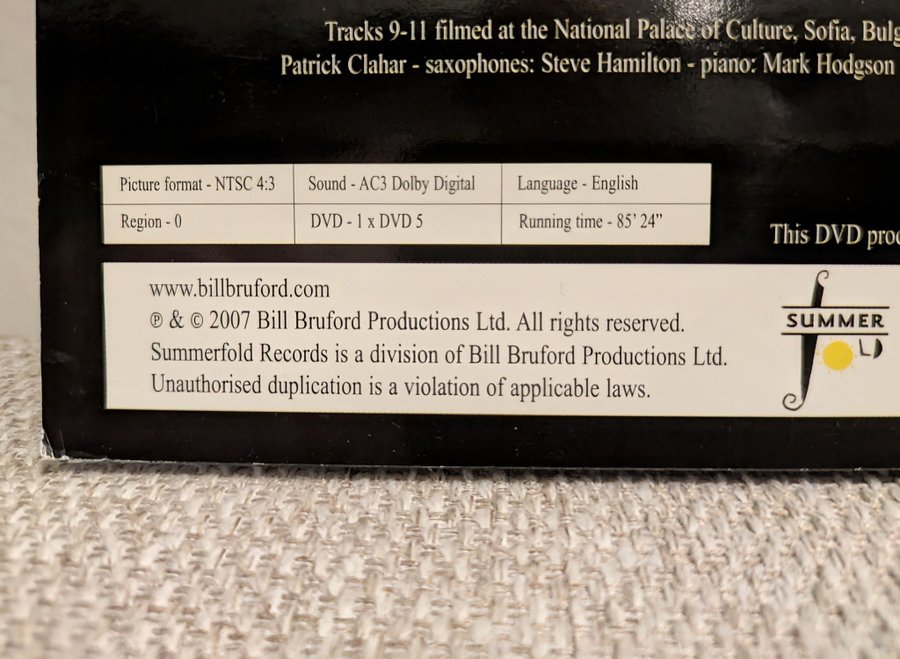 Tracks 9-11 filmed at the National Palace of Culture, Sofia, Bulg
Patrick Clahar - saxophones: Steve Hamilton - piano: Mark Hodgson
Picture format - NTSC 4:3 Sound - AC3 Dolby Digital Language - English
Region - 0 DVD - 1 x DVD 5 Running time - 85’ 24”
This DVD proc
www.billbruford.com
℗ & © 2007 Bill Bruford Productions Ltd. All rights reserved.
Summerfold Records is a division of Bill Bruford Productions Ltd.
Unauthorised duplication is a violation of applicable laws.
SUMMER
fOLD